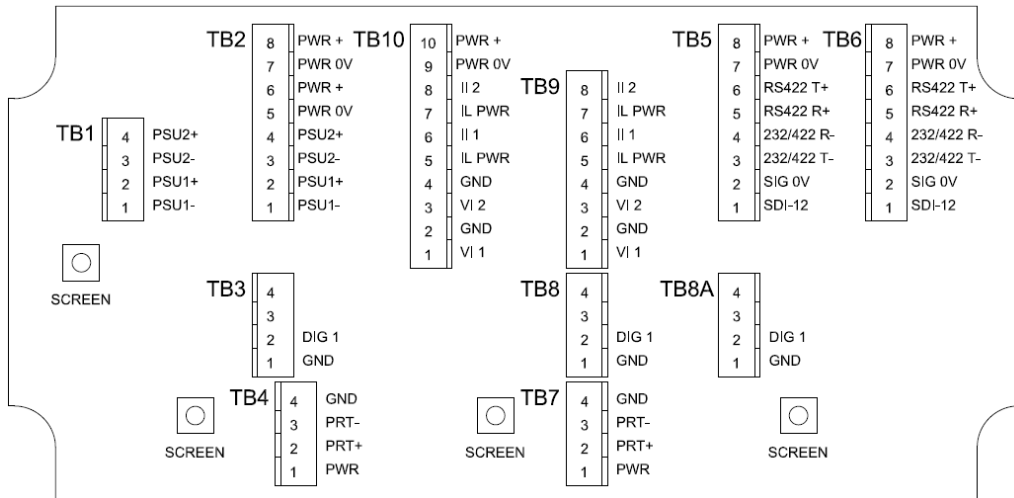 TB1
4 PSU2+
3 PSU2-
2 PSU1+
1 PSU1-
SCREEN
TB2
8 PWR +
7 PWR 0V
6 PWR +
5 PWR 0V
4 PSU2+
3 PSU2-
2 PSU1+
1 PSU1-
TB10
10 PWR +
9 PWR 0V
8 II 2
7 IL PWR
6 II 1
5 IL PWR
4 GND
3 VI 2
2 GND
1 VI 1
TB9
8 II 2
7 IL PWR
6 II 1
5 IL PWR
4 GND
3 VI 2
2 GND
1 VI 1
TB5
8 PWR +
7 PWR 0V
6 RS422 T+
5 RS422 R+
4 232/422 R-
3 232/422 T-
2 SIG 0V
1 SDI-12
TB6
8 PWR +
7 PWR 0V
6 RS422 T+
5 RS422 R+
4 232/422 R-
3 232/422 T-
2 SIG 0V
1 SDI-12
TB3
4
3
2 DIG 1
1 GND
TB8
4
3
2 DIG 1
1 GND
TB8A
4
3
2 DIG 1
1 GND
SCREEN
TB4
4 GND
3 PRT-
2 PRT+
1 PWR
SCREEN
TB7
4 GND
3 PRT-
2 PRT+
1 PWR
SCREEN